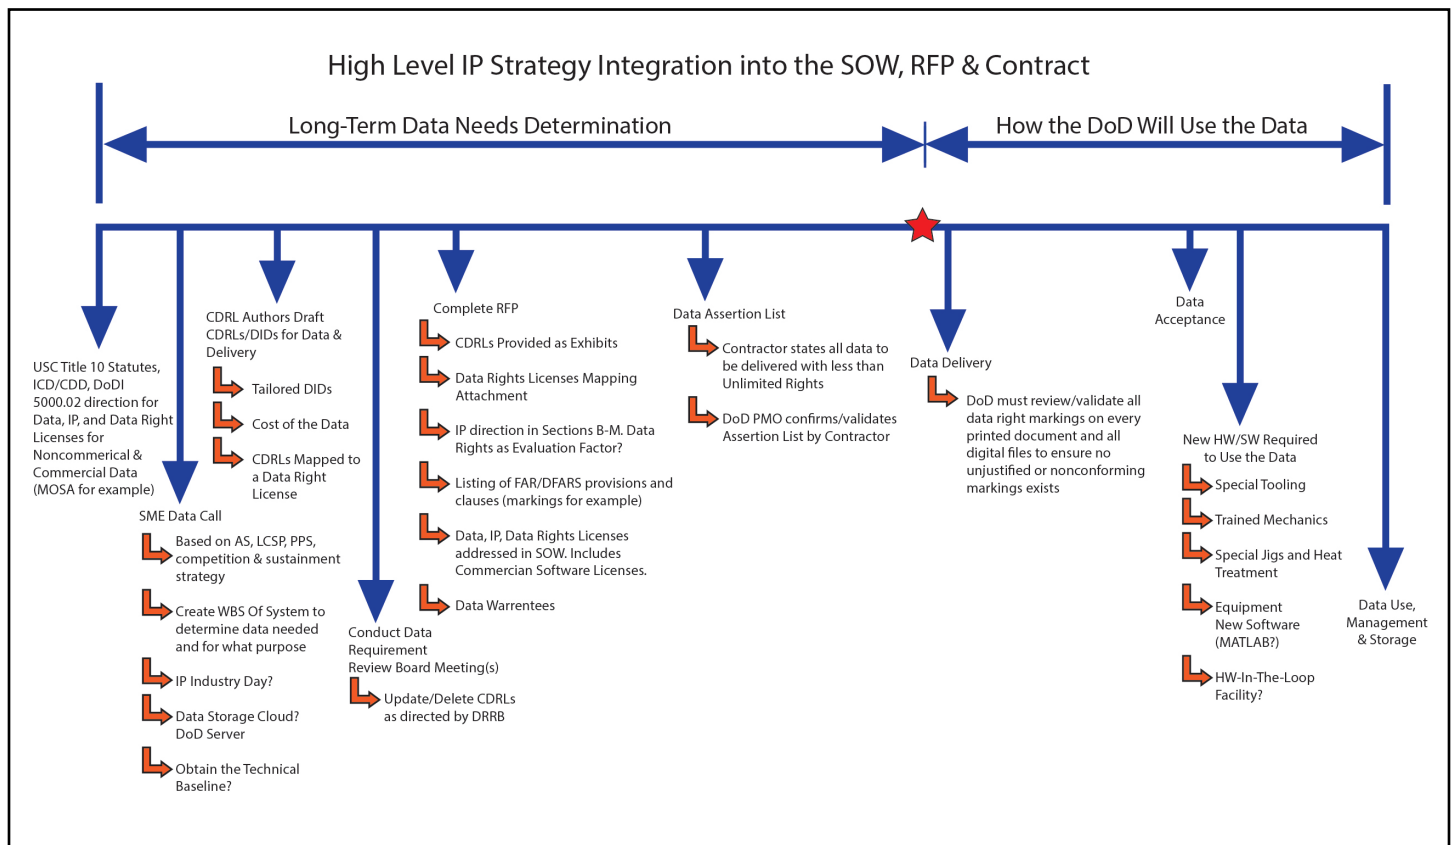 High Level IP Strategy Integration into the SOW, RFP & Contract
Long-Term Data Needs Determination
How the DoD Will Use the Data
USC Title 10 Statutes,
ICD/CDD, DoDI
5000.02 direction for
Data, IP, and Data Right
Licenses for
Noncommerical &
Commercial Data
(MOSA for example)
SME Data Call
Based on AS, LCSP, PPS,
competition & sustainment
strategy
Create WBS Of System to
determine data needed
and for what purpose
IP Industry Day?
Data Storage Cloud?
DoD Server
Obtain the Technical
Baseline?
CDRL Authors Draft
CDRLs/DIDs for Data &
Delivery
Tailored DIDs
Cost of the Data
CDRLs Mapped to
a Data Right
License
Conduct Data
Requirement
Review Board Meeting(s)
Update/Delete CDRLs
as directed by DRRB
Complete RFP
CDRLs Provided as Exhibits
Data Rights Licenses Mapping
Attachment
IP direction in Sections B-M. Data
Rights as Evaluation Factor?
Listing of FAR/DFARS provisions and
clauses (markings for example)
Data, IP, Data Rights Licenses
addressed in SOW. Includes
Commercian Software Licenses.
Data Warrentees
Data Assertion List
Contractor states all data to
be delivered with less than
Unlimited Rights
DoD PMO confirms/validates
Assertion List by Contractor
Data Delivery
DoD must review/validate all
data right markings on every
printed document and all
digital files to ensure no
unjustified or nonconforming
markings exists
Data
Acceptance
New HW/SW Required
to Use the Data
Special Tooling
Trained Mechanics
Special Jigs and Heat
Treatment
Equipment
New Software
(MATLAB?)
HW-In-The-Loop
Facility?
Data Use,
Management
& Storage